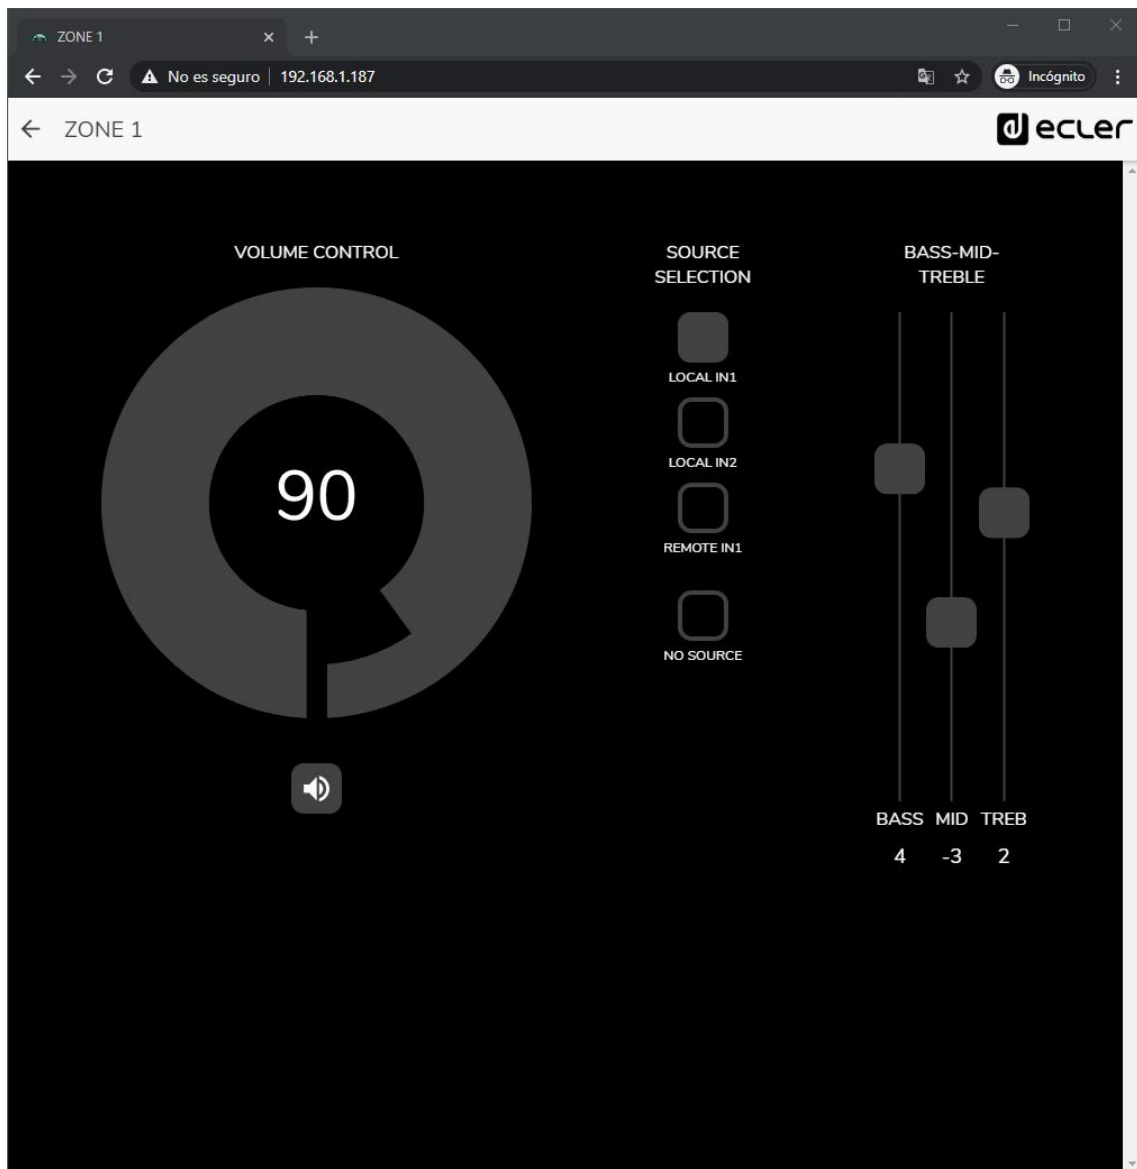 ZONE 1
No es seguro | 192.168.1.187
Incógnito
ZONE 1
ecler
VOLUME CONTROL
90
SOURCE
SELECTION
LOCAL IN1
LOCAL IN2
REMOTE IN1
NO SOURCE
BASS-MID-
TREBLE
BASS MID TREB
4 -3 2